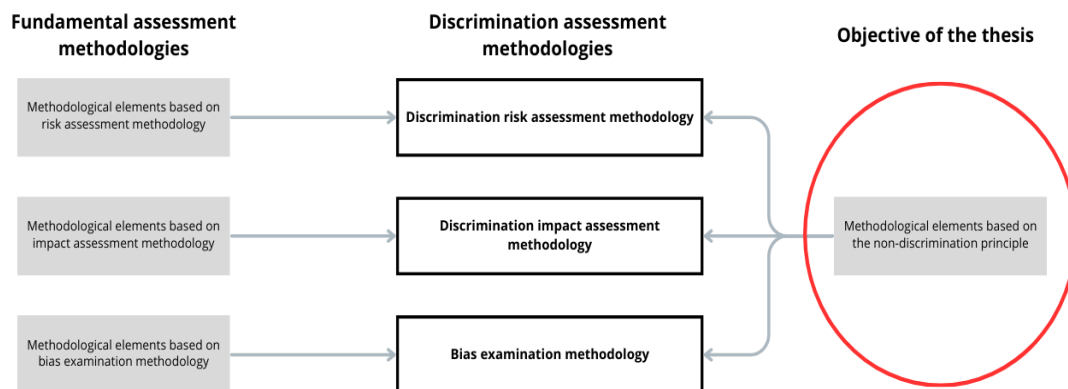 Fundamental assessment
methodologies
Discrimination assessment
methodologies
Objective of the thesis
Methodological elements based on
risk assessment methodology
Discrimination risk assessment methodology
Methodological elements based on
impact assessment methodology
Discrimination impact assessment
methodology
Methodological elements based on
the non-discrimination principle
Methodological elements based on
bias examination methodology
Bias examination methodology